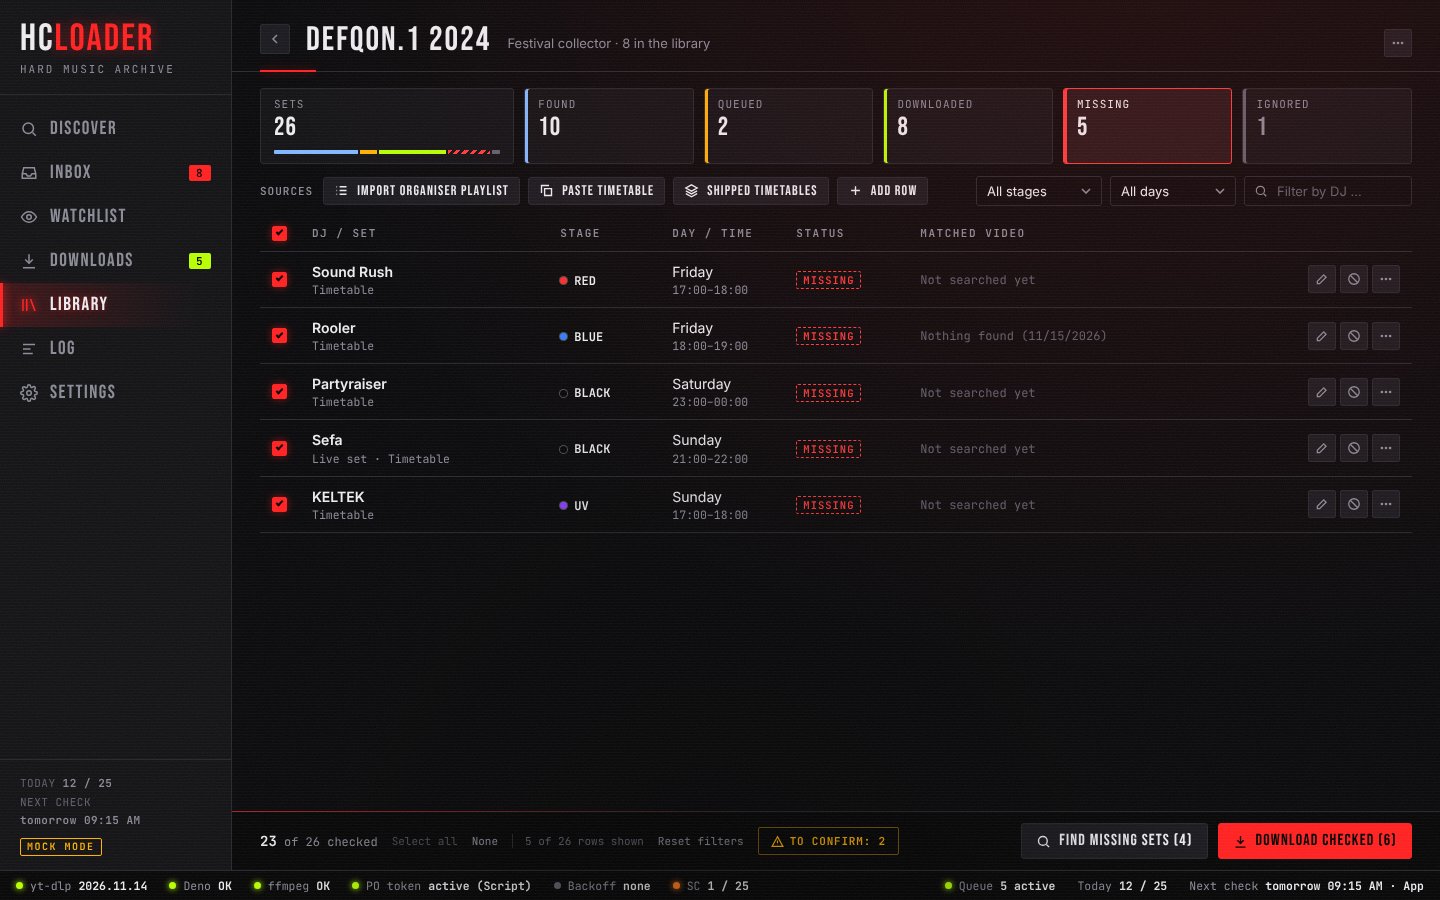 HCLOADER
HARD MUSIC ARCHIVE
DISCOVER
INBOX 8
WATCHLIST
DOWNLOADS 5
LIBRARY
LOG
SETTINGS
TODAY 12 / 25
NEXT CHECK
tomorrow 09:15 AM
MOCK MODE
DEFQON.1 2024 Festival collector · 8 in the library
SETS
26
FOUND
10
QUEUED
2
DOWNLOADED
8
MISSING
5
IGNORED
1
SOURCES IMPORT ORGANISER PLAYLIST PASTE TIMETABLE SHIPPED TIMETABLES ADD ROW All stages All days Filter by DJ ...
DJ / SET STAGE DAY / TIME STATUS MATCHED VIDEO
Sound Rush
Timetable
RED
Friday
17:00–18:00
MISSING
Not searched yet
Rooler
Timetable
BLUE
Friday
18:00–19:00
MISSING
Nothing found (11/15/2026)
Partyraiser
Timetable
BLACK
Saturday
23:00–00:00
MISSING
Not searched yet
Sefa
Live set · Timetable
BLACK
Sunday
21:00–22:00
MISSING
Not searched yet
KELTEK
Timetable
UV
Sunday
17:00–18:00
MISSING
Not searched yet
23 of 26 checked Select all None 5 of 26 rows shown Reset filters TO CONFIRM: 2 FIND MISSING SETS (4) DOWNLOAD CHECKED (6)
yt-dlp 2026.11.14 Deno OK ffmpeg OK PO token active (Script) Backoff none SC 1 / 25 Queue 5 active Today 12 / 25 Next check tomorrow 09:15 AM · App